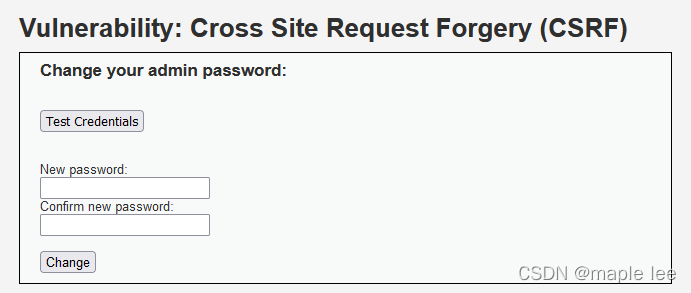 Vulnerability: Cross Site Request Forgery (CSRF)
Change your admin password:
Test Credentials
New password:
Confirm new password:
Change
CSDN @maple lee